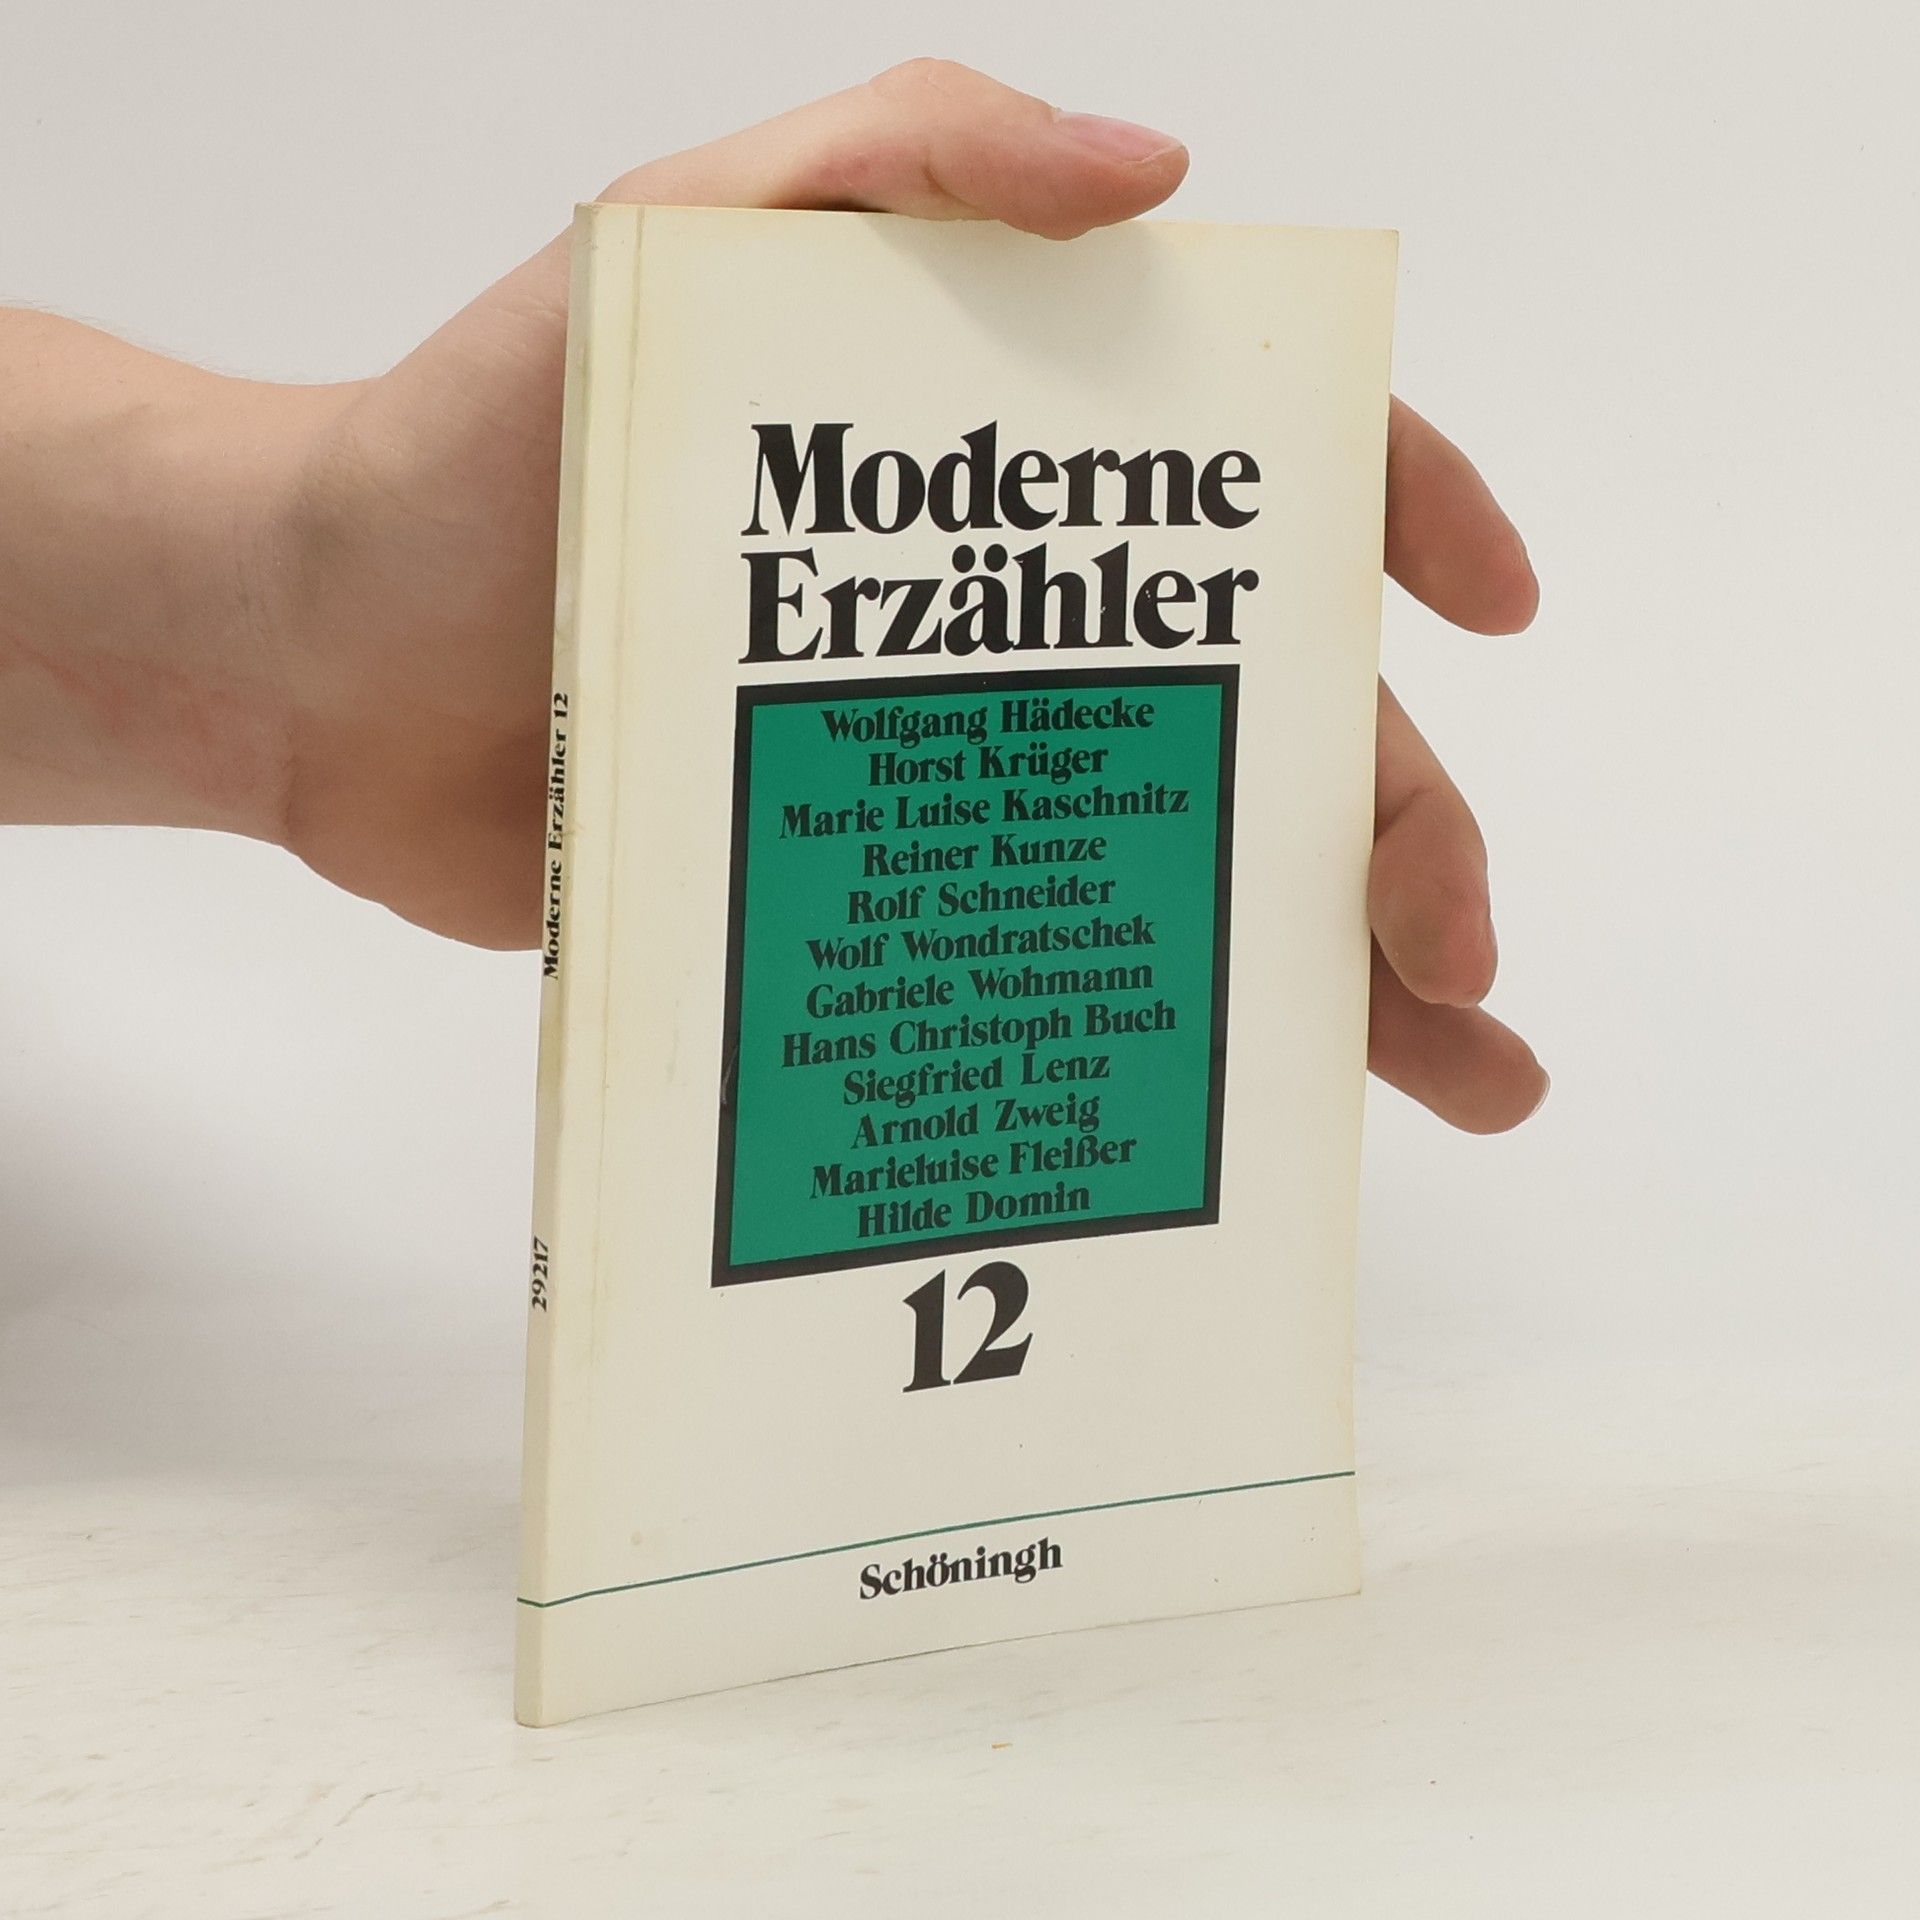 Moderne
Erzähler
Wolfgang Hädecke
Horst Krüger
Marie Luise Kaschnitz
Reiner Kunze
Rolf Schneider
Wolf Wondratschek
Gabriele Wohmann
Hans Christoph Buch
Siegfried Lenz
Arnold Zweig
Marieluise Fleißer
Hilde Domin
12
Schöningh
Moderne Erzähler 12
29217